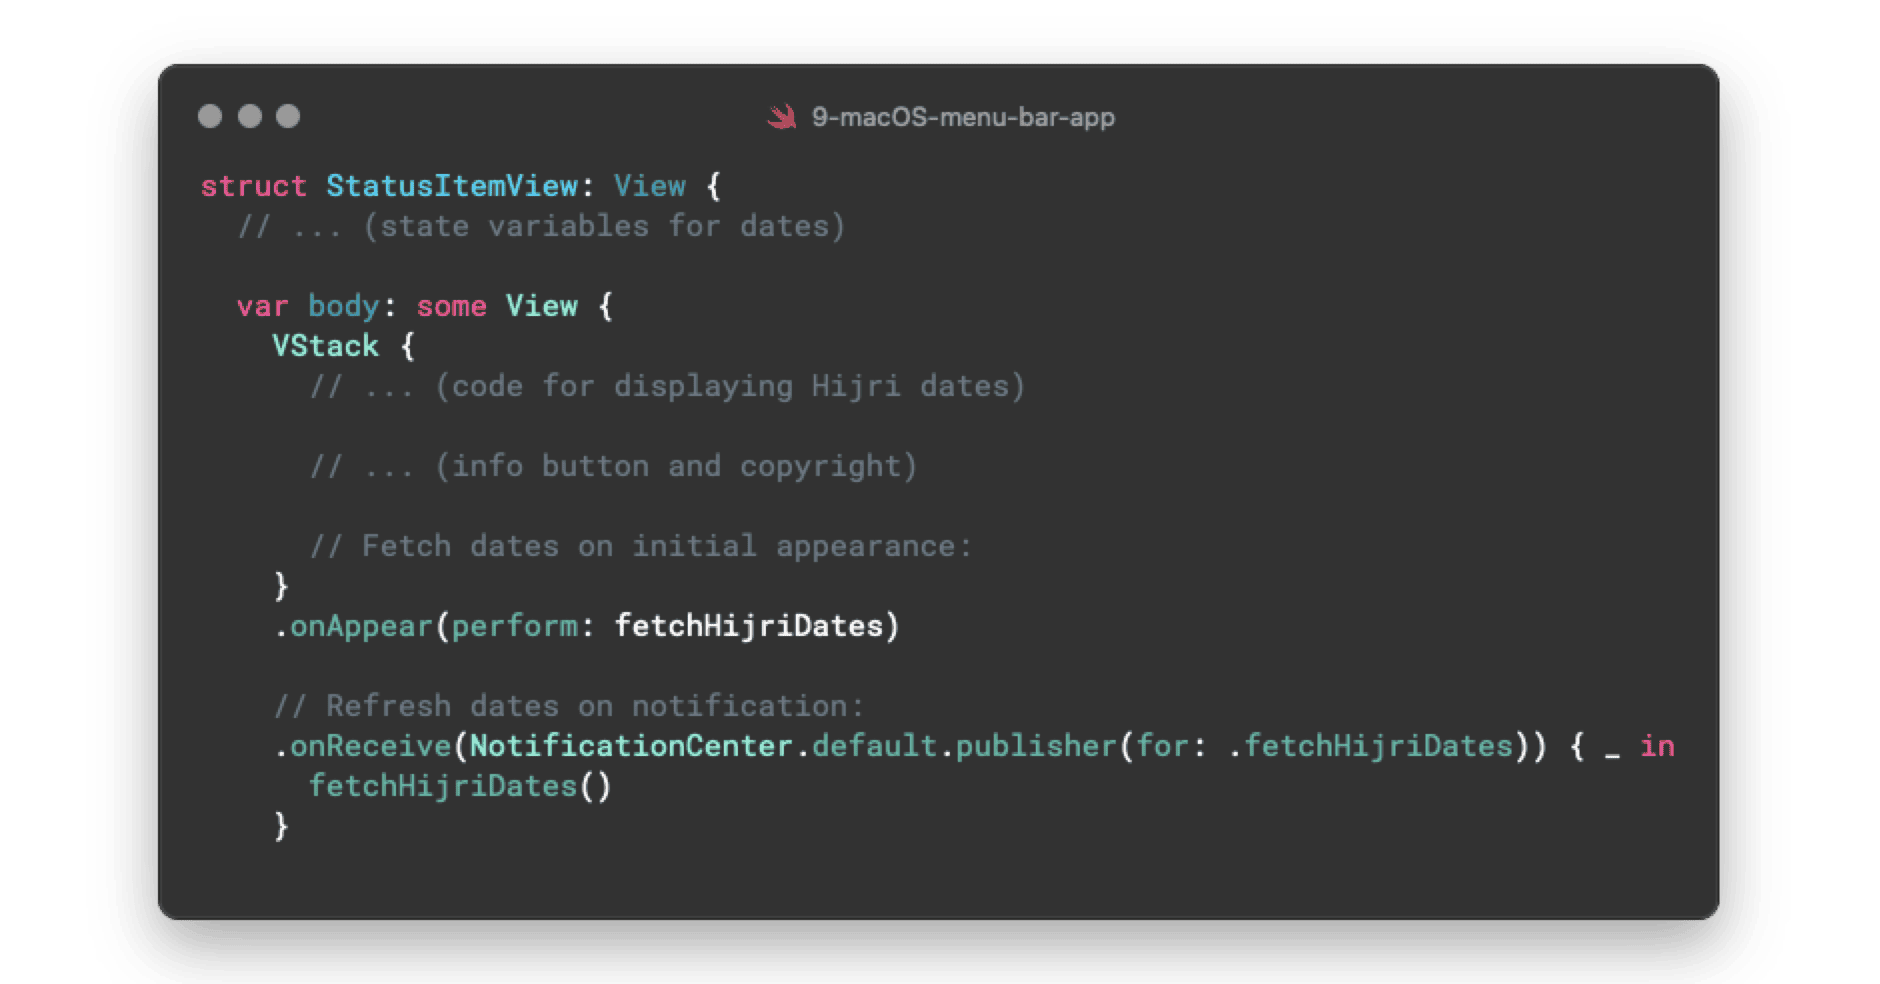 9-macOS-menu-bar-app
struct StatusItemView: View {
  // ... (state variables for dates)

  var body: some View {
    VStack {
      // ... (code for displaying Hijri dates)

      // ... (info button and copyright)

      // Fetch dates on initial appearance:
    }
    .onAppear(perform: fetchHijriDates)

    // Refresh dates on notification:
    .onReceive(NotificationCenter.default.publisher(for: .fetchHijriDates)) { _ in
      fetchHijriDates()
    }